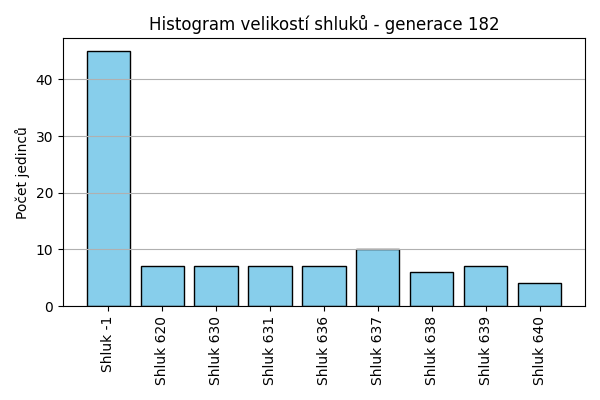 Histogram velikostí shluků - generace 182
Počet jedinců
40
30
20
10
0
Shluk -1
Shluk 620
Shluk 630
Shluk 631
Shluk 636
Shluk 637
Shluk 638
Shluk 639
Shluk 640